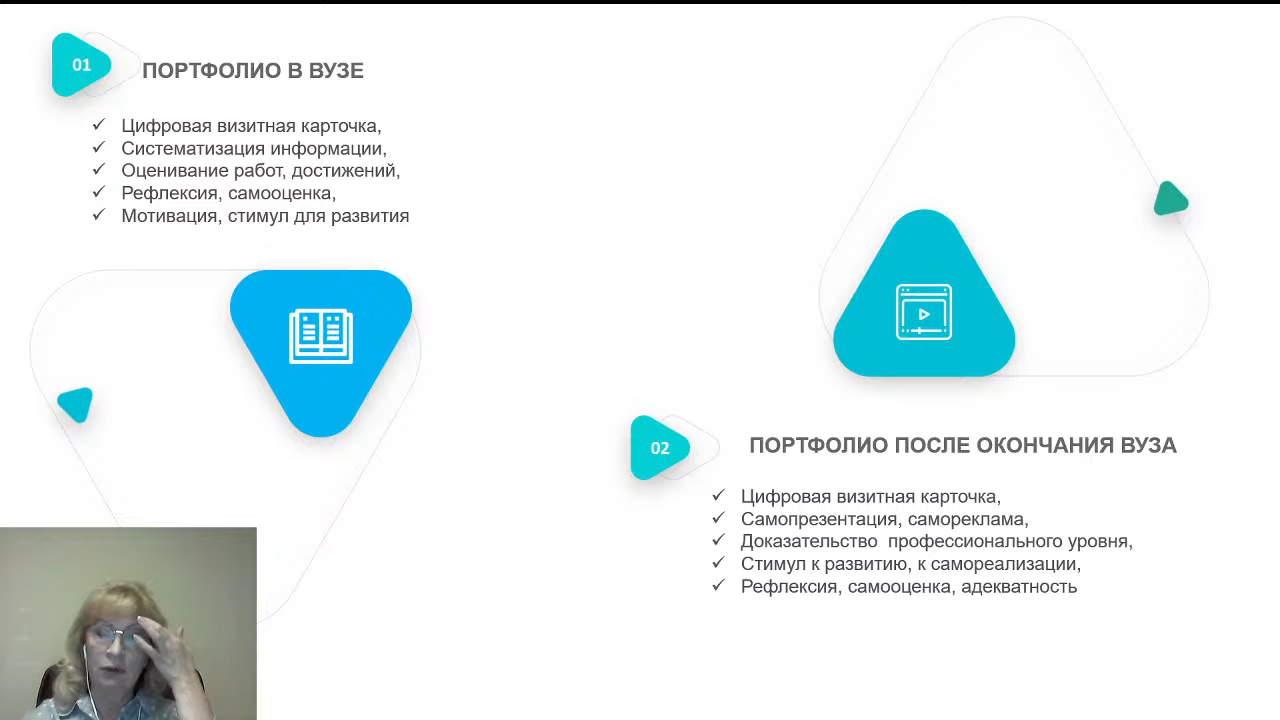 01
ПОРТФОЛИО В ВУЗЕ
✓ Цифровая визитная карточка,
✓ Систематизация информации,
✓ Оценивание работ, достижений,
✓ Рефлексия, самооценка,
✓ Мотивация, стимул для развития
02
ПОРТФОЛИО ПОСЛЕ ОКОНЧАНИЯ ВУЗА
✓ Цифровая визитная карточка,
✓ Самопрезентация, самореклама,
✓ Доказательство  профессионального уровня,
✓ Стимул к развитию, к самореализации,
✓ Рефлексия, самооценка, адекватность